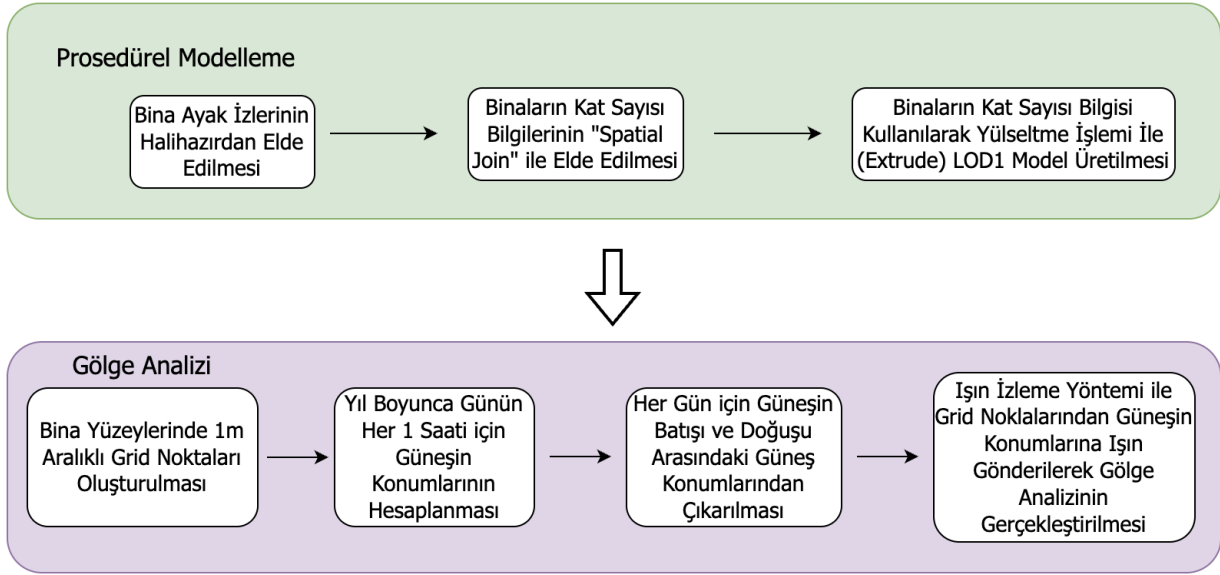 Prosedürel Modelleme
Bina Ayak İzlerinin
Halihazırdan Elde
Edilmesi
Binaların Kat Sayısı
Bilgilerinin "Spatial
Join" ile Elde Edilmesi
Binaların Kat Sayısı Bilgisi
Kullanılarak Yülseltme İşlemi İle
(Extrude) LOD1 Model Üretilmesi
Gölge Analizi
Bina Yüzeylerinde 1m
Aralıklı Grid Noktaları
Oluşturulması
Yıl Boyunca Günün
Her 1 Saati için
Güneşin
Konumlarının
Hesaplanması
Her Gün için Güneşin
Batışı ve Doğuşu
Arasındaki Güneş
Konumlarından
Çıkarılması
Işın İzleme Yöntemi ile
Grid Noklalarından Güneşin
Konumlarına Işın
Gönderilerek Gölge
Analizinin
Gerçekleştirilmesi